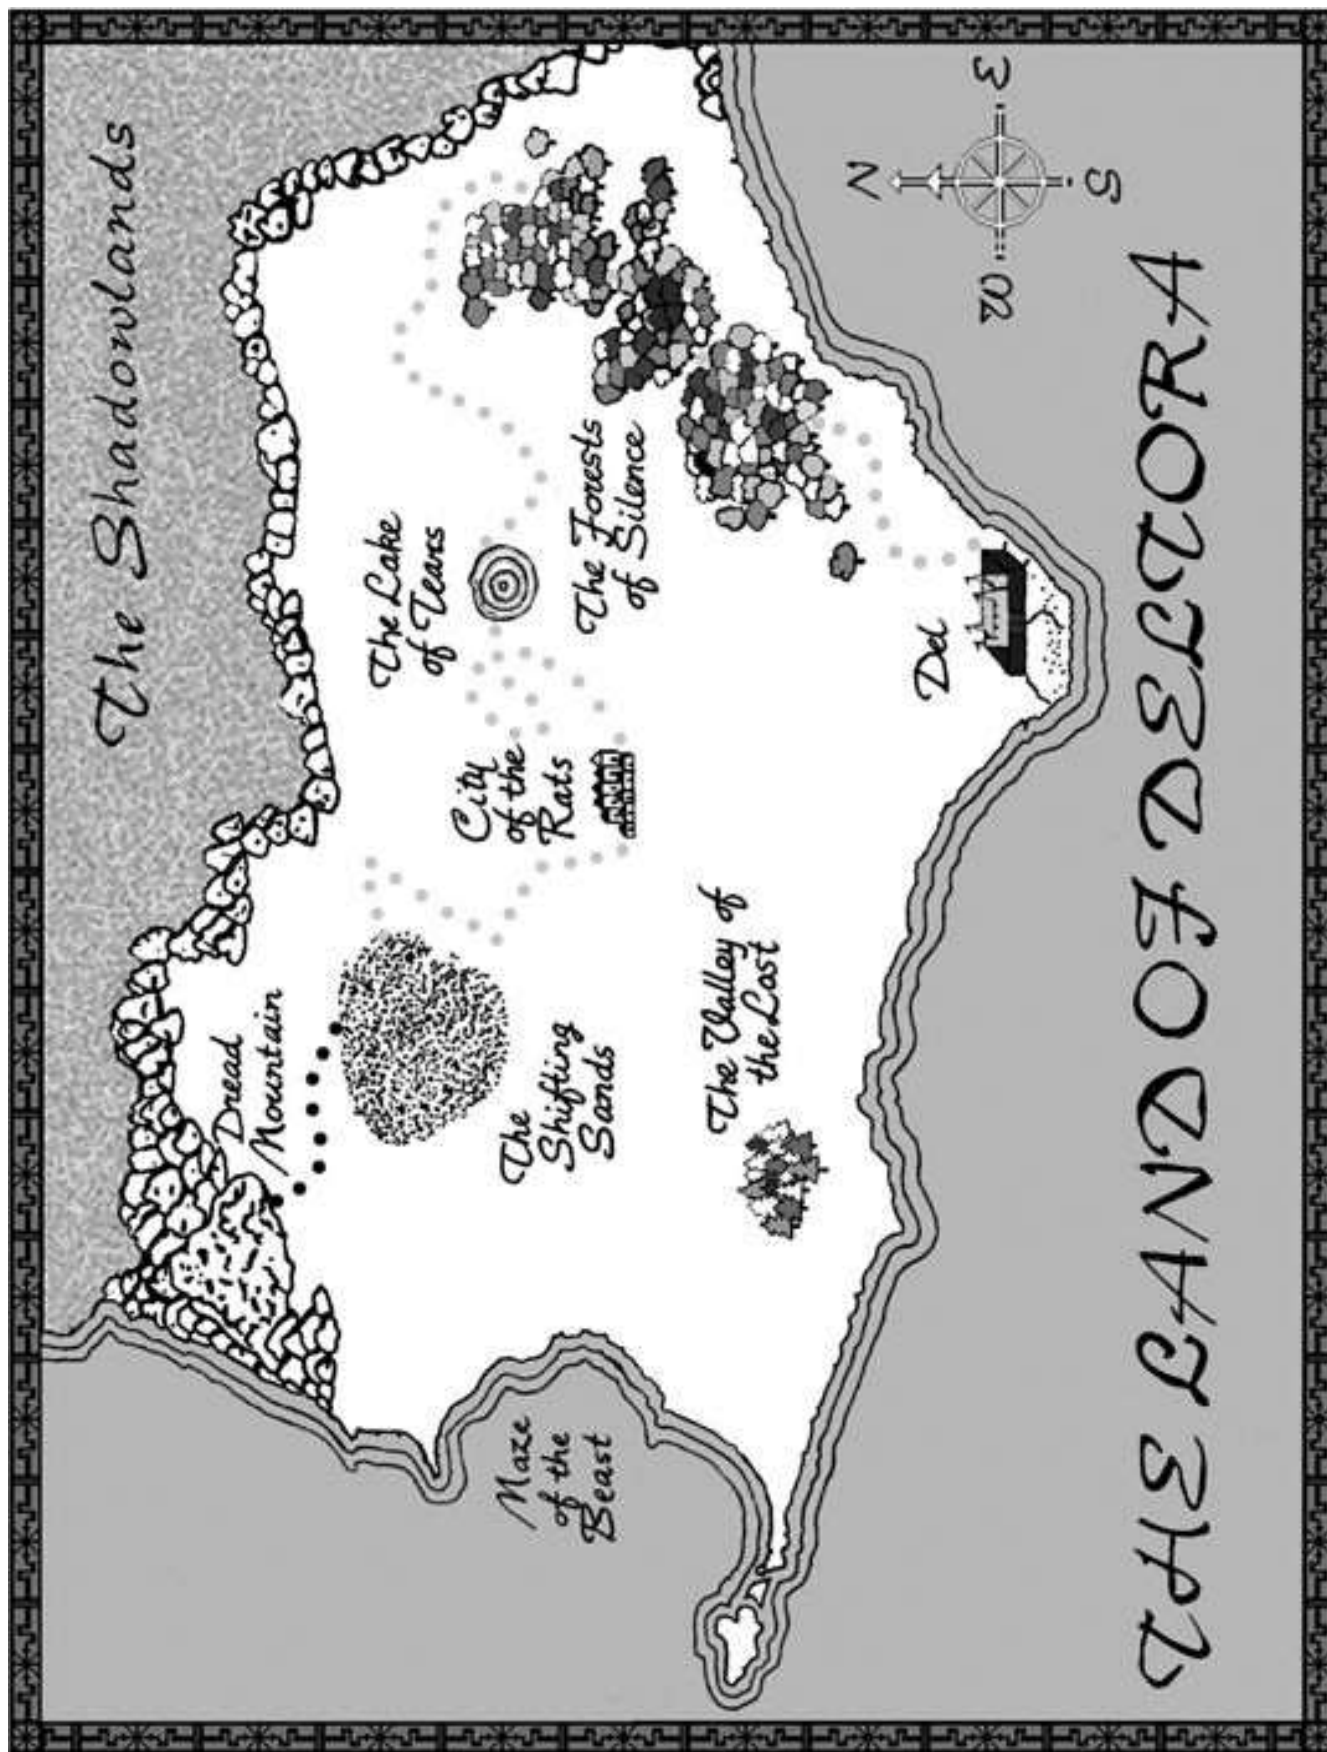 The Shadowlands
Dread
Mountain
The Lake
of Tears
City
of the
Rats
Maze
of the
Beast
The
Shifting
Sands
The Forests
of Silence
The Valley of
the Lost
Del
N
W
E
S
THE LAND OF DELTORA